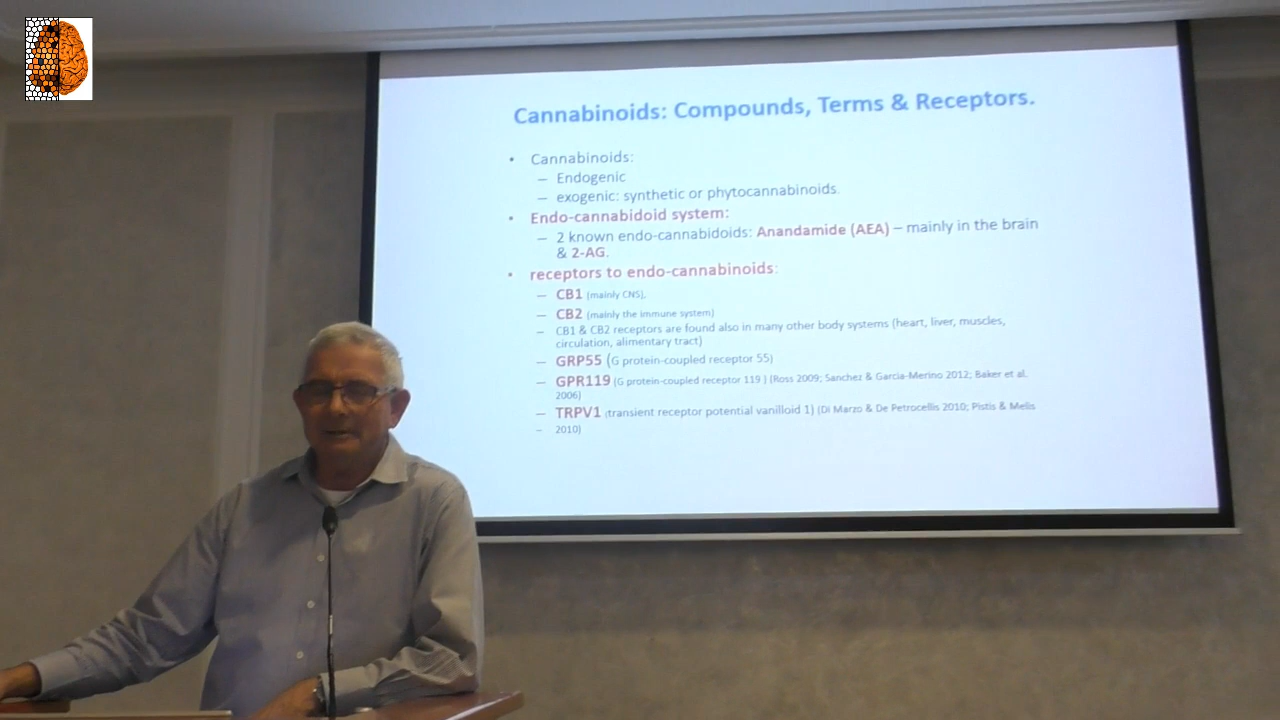 Cannabinoids: Compounds, Terms & Receptors.
• Cannabinoids:
– Endogenic
– exogenic: synthetic or phytocannabinoids
• Endo-cannabidoid system:
– 2 known endo-cannabidoids: Anandamide (AEA) – mainly in the brain
& 2-AG.
• receptors to endo-cannabinoids:
– CB1 (mainly CNS),
– CB2 (mainly the immune system)
– CB1 & CB2 receptors are found also in many other body systems (heart, liver, muscles,
circulation, alimentary tract)
– GRP55 (G protein-coupled receptor 55)
– GPR119 (G protein-coupled receptor 119 ) (Ross 2009; Sanchez & Garcia-Merino 2012; Baker et al.
2006)
– TRPV1 (transient receptor potential vanilloid 1) (Di Marzo & De Petrocellis 2010; Pistis & Melis
– 2010)